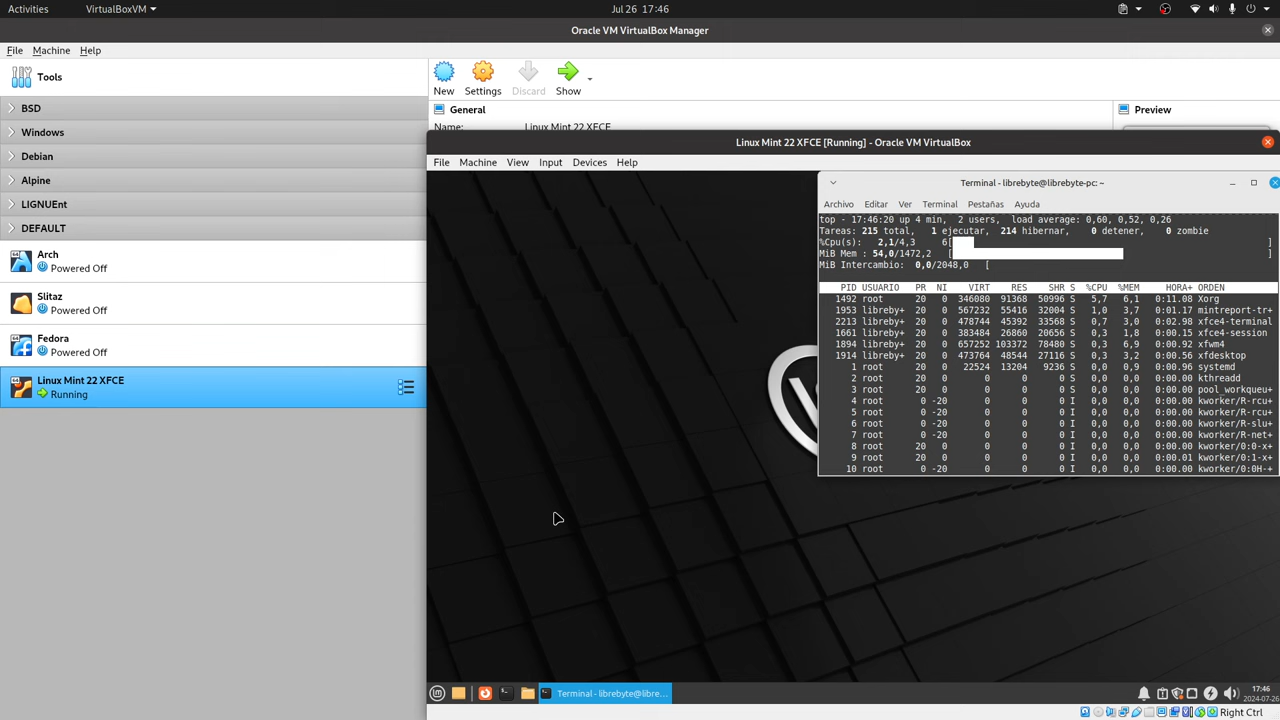 Activities VirtualBoxVM Jul 26 17:46
Oracle VM VirtualBox Manager
File Machine Help
Tools
New Settings Discard Show
BSD
Windows
Debian
Alpine
LIGNUEnt
DEFAULT
Arch
Powered Off
Slitaz
Powered Off
Fedora
Powered Off
Linux Mint 22 XFCE
Running
General
Name: Linux Mint 22 XFCE
Preview
Linux Mint 22 XFCE [Running] - Oracle VM VirtualBox
File Machine View Input Devices Help
Terminal - librebyte@librebyte-pc: ~
Archivo Editar Ver Terminal Pestañas Ayuda
top - 17:46:20 up 4 min, 2 users, load average: 0,60, 0,52, 0,26
Tareas: 215 total, 1 ejecutar, 214 hibernar, 0 detener, 0 zombie
%Cpu(s): 2,1/4,3 6[ ]
MiB Mem : 54,0/1472,2 [ ]
MiB Intercambio: 0,0/2048,0 [ ]
PID USUARIO PR NI VIRT RES SHR S %CPU %MEM HORA+ ORDEN
1492 root 20 0 346080 91368 50996 S 5,7 6,1 0:11.08 Xorg
1953 libreby+ 20 0 567232 55416 32004 S 1,0 3,7 0:01.17 mintreport-tr+
2213 libreby+ 20 0 478744 45392 33568 S 0,7 3,0 0:02.98 xfce4-terminal
1661 libreby+ 20 0 383484 26860 20656 S 0,3 1,8 0:00.15 xfce4-session
1894 libreby+ 20 0 657252 103372 78480 S 0,3 6,9 0:00.92 xfwm4
1914 libreby+ 20 0 473764 48544 27116 S 0,3 3,2 0:00.56 xfdesktop
1 root 20 0 22524 13204 9236 S 0,0 0,9 0:00.96 systemd
2 root 20 0 0 0 0 S 0,0 0,0 0:00.00 kthreadd
3 root 20 0 0 0 0 S 0,0 0,0 0:00.00 pool_workqueu+
4 root 0 -20 0 0 0 I 0,0 0,0 0:00.00 kworker/R-rcu+
5 root 0 -20 0 0 0 I 0,0 0,0 0:00.00 kworker/R-rcu+
6 root 0 -20 0 0 0 I 0,0 0,0 0:00.00 kworker/R-slu+
7 root 0 -20 0 0 0 I 0,0 0,0 0:00.00 kworker/R-net+
8 root 20 0 0 0 0 I 0,0 0,0 0:00.00 kworker/0:0-x+
9 root 20 0 0 0 0 I 0,0 0,0 0:00.01 kworker/0:1-x+
10 root 0 -20 0 0 0 I 0,0 0,0 0:00.00 kworker/0:0H-+
Terminal - librebyte@libre...
17:46
2024-07-26
Right Ctrl